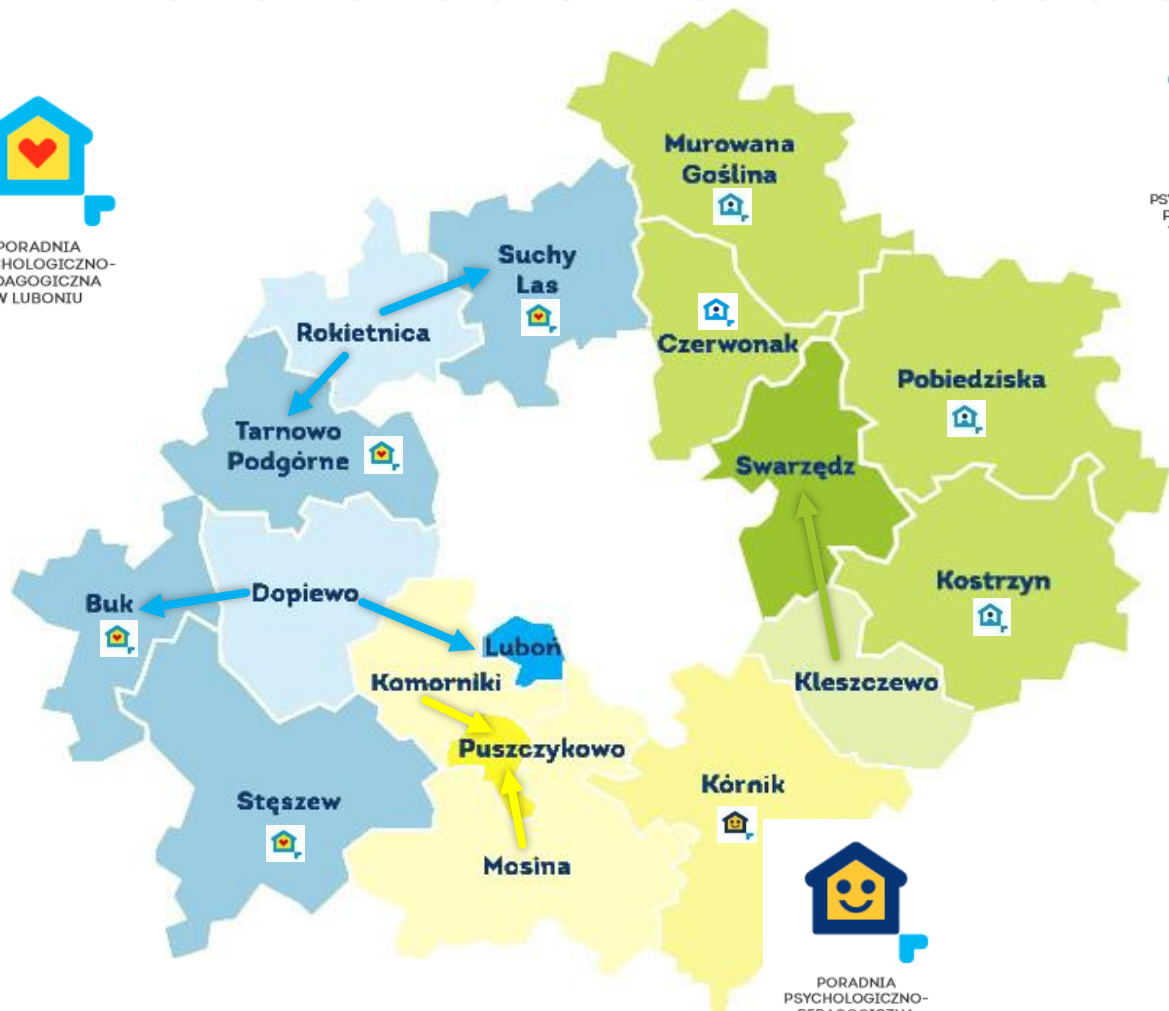 PORADNIA
CHOLOGICZNO-
DAGOGICZNA
W LUBONIU
Murowana
Goślina
Suchy
Las
Rokietnica
Czerwonak
Pobiedziska
Tarnowo
Podgórne
Swarzędz
Kostrzyn
Buk
Dopiewo
Luboń
Komorniki
Kleszczewo
Puszczykowo
Kórnik
Stęszew
Mosina
PORADNIA
PSYCHOLOGICZNO-